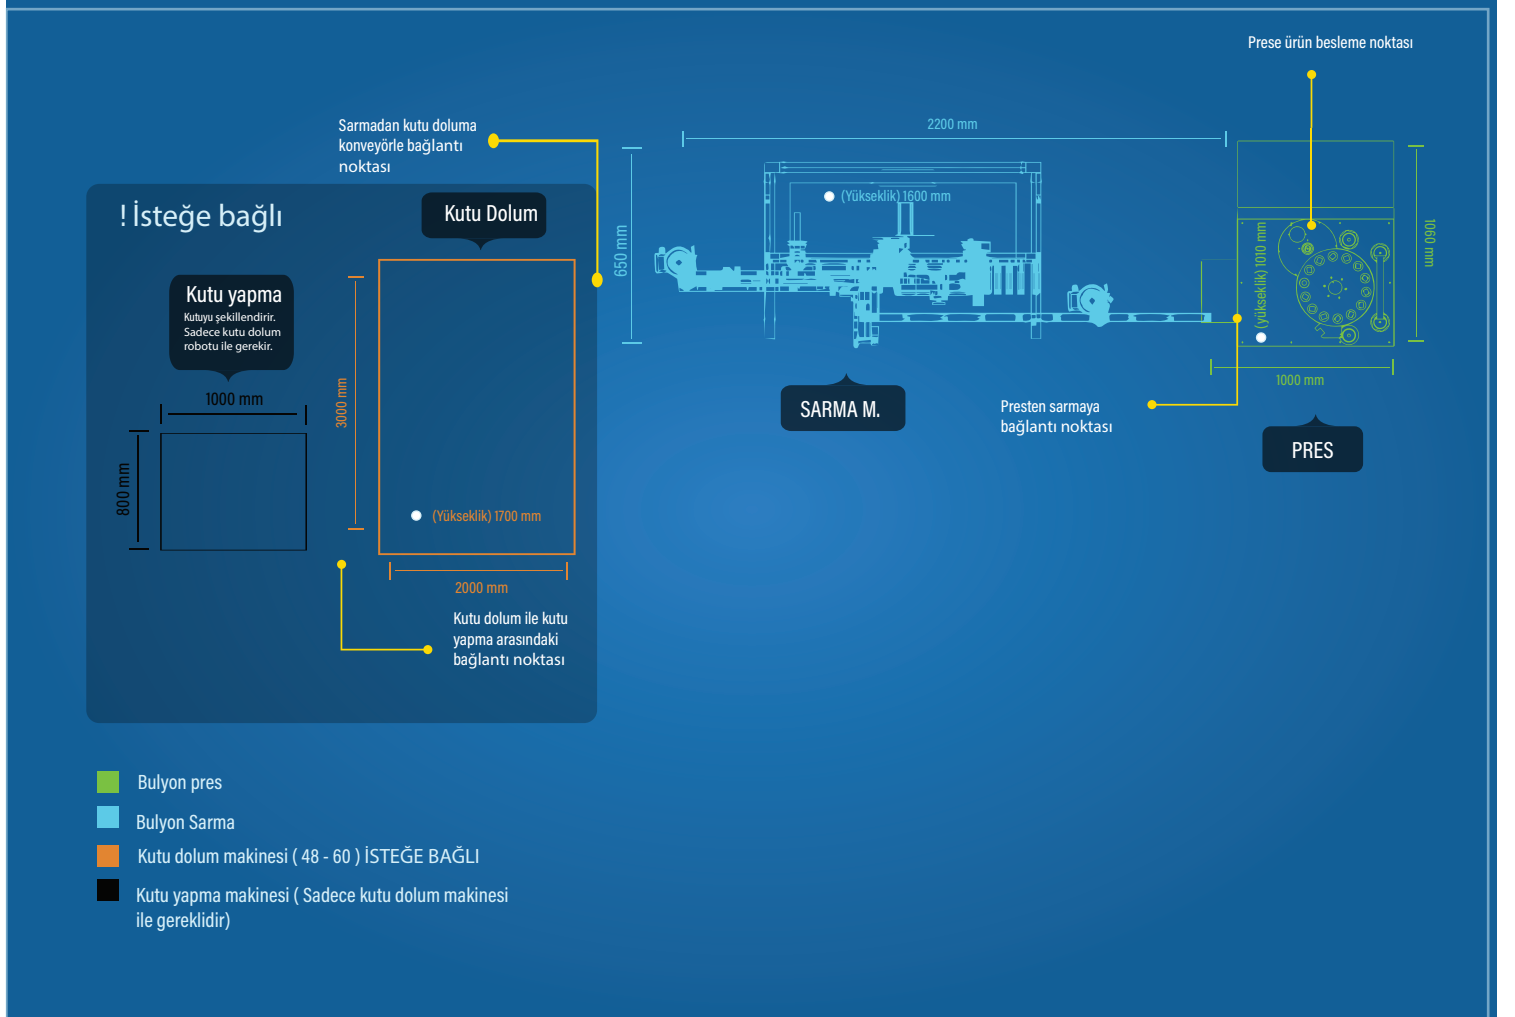 Prese ürün besleme noktası
Sarmadan kutu doluma
konveyörle bağlantı
noktası
2200 mm
650 mm
(Yükseklik) 1600 mm
1060 mm
(yükseklik) 1010 mm
1000 mm
! İsteğe bağlı
Kutu Dolum
Kutu yapma
Kutuyu şekillendirir.
Sadece kutu dolum
robotu ile gerekir.
1000 mm
800 mm
3000 mm
(Yükseklik) 1700 mm
2000 mm
SARMA M.
Presten sarmaya
bağlantı noktası
PRES
Kutu dolum ile kutu
yapma arasındaki
bağlantı noktası
Bulyon pres
Bulyon Sarma
Kutu dolum makinesi ( 48 - 60 ) İSTEĞE BAĞLI
Kutu yapma makinesi ( Sadece kutu dolum makinesi
ile gereklidir)